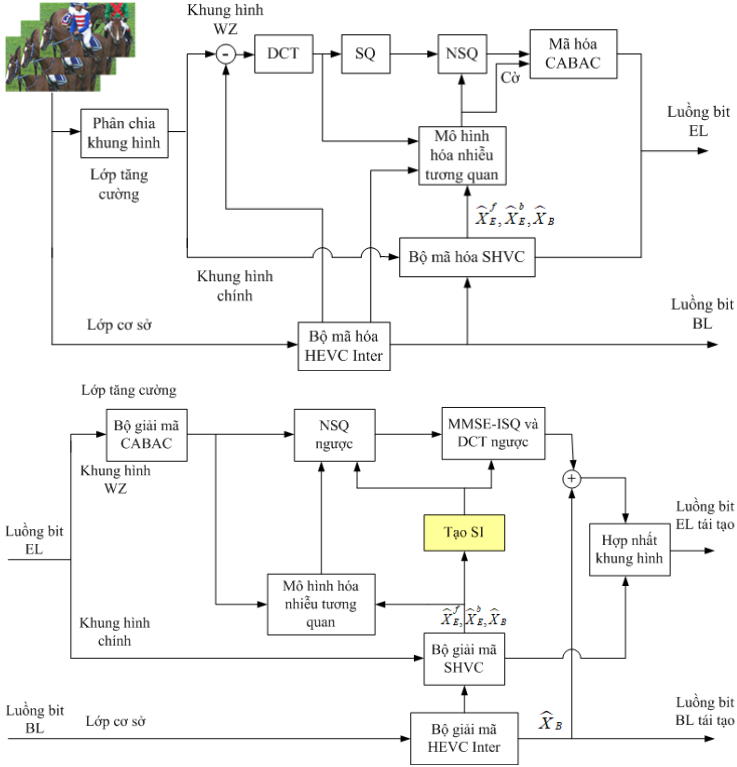 Khung hình
WZ
-
DCT
SQ
NSQ
Mã hóa
CABAC
Cờ
Luồng bit
EL
Phân chia
khung hình
Lớp tăng
cường
Mô hình
hóa nhiễu
tương quan
X̂_E^f, X̂_E^b, X̂_B
Bộ mã hóa SHVC
Khung hình
chính
Luồng bit
BL
Lớp cơ sở
Bộ mã hóa
HEVC Inter
Lớp tăng cường
Bộ giải mã
CABAC
NSQ
ngược
MMSE-ISQ và
DCT ngược
Khung hình
WZ
+
Luồng bit
EL tái tạo
Luồng bit
EL
Tạo SI
Hợp nhất
khung hình
Mô hình hóa
nhiễu tương
quan
X̂_E^f, X̂_E^b, X̂_B
Khung hình
chính
Bộ giải mã
SHVC
Luồng bit
BL
Lớp cơ sở
Bộ giải mã
HEVC Inter
X̂_B
Luồng bit
BL tái tạo